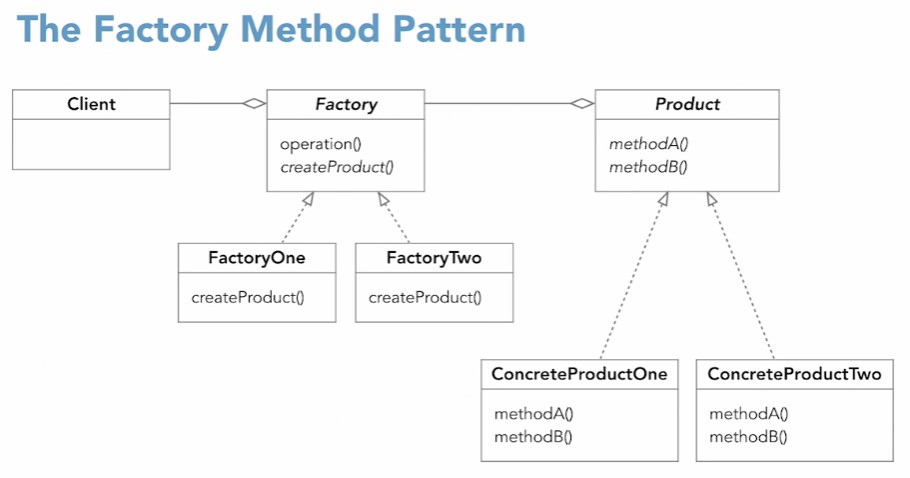 The Factory Method Pattern
Client
Factory
operation()
createProduct()
Product
methodA()
methodB()
FactoryOne
createProduct()
FactoryTwo
createProduct()
ConcreteProductOne
methodA()
methodB()
ConcreteProductTwo
methodA()
methodB()